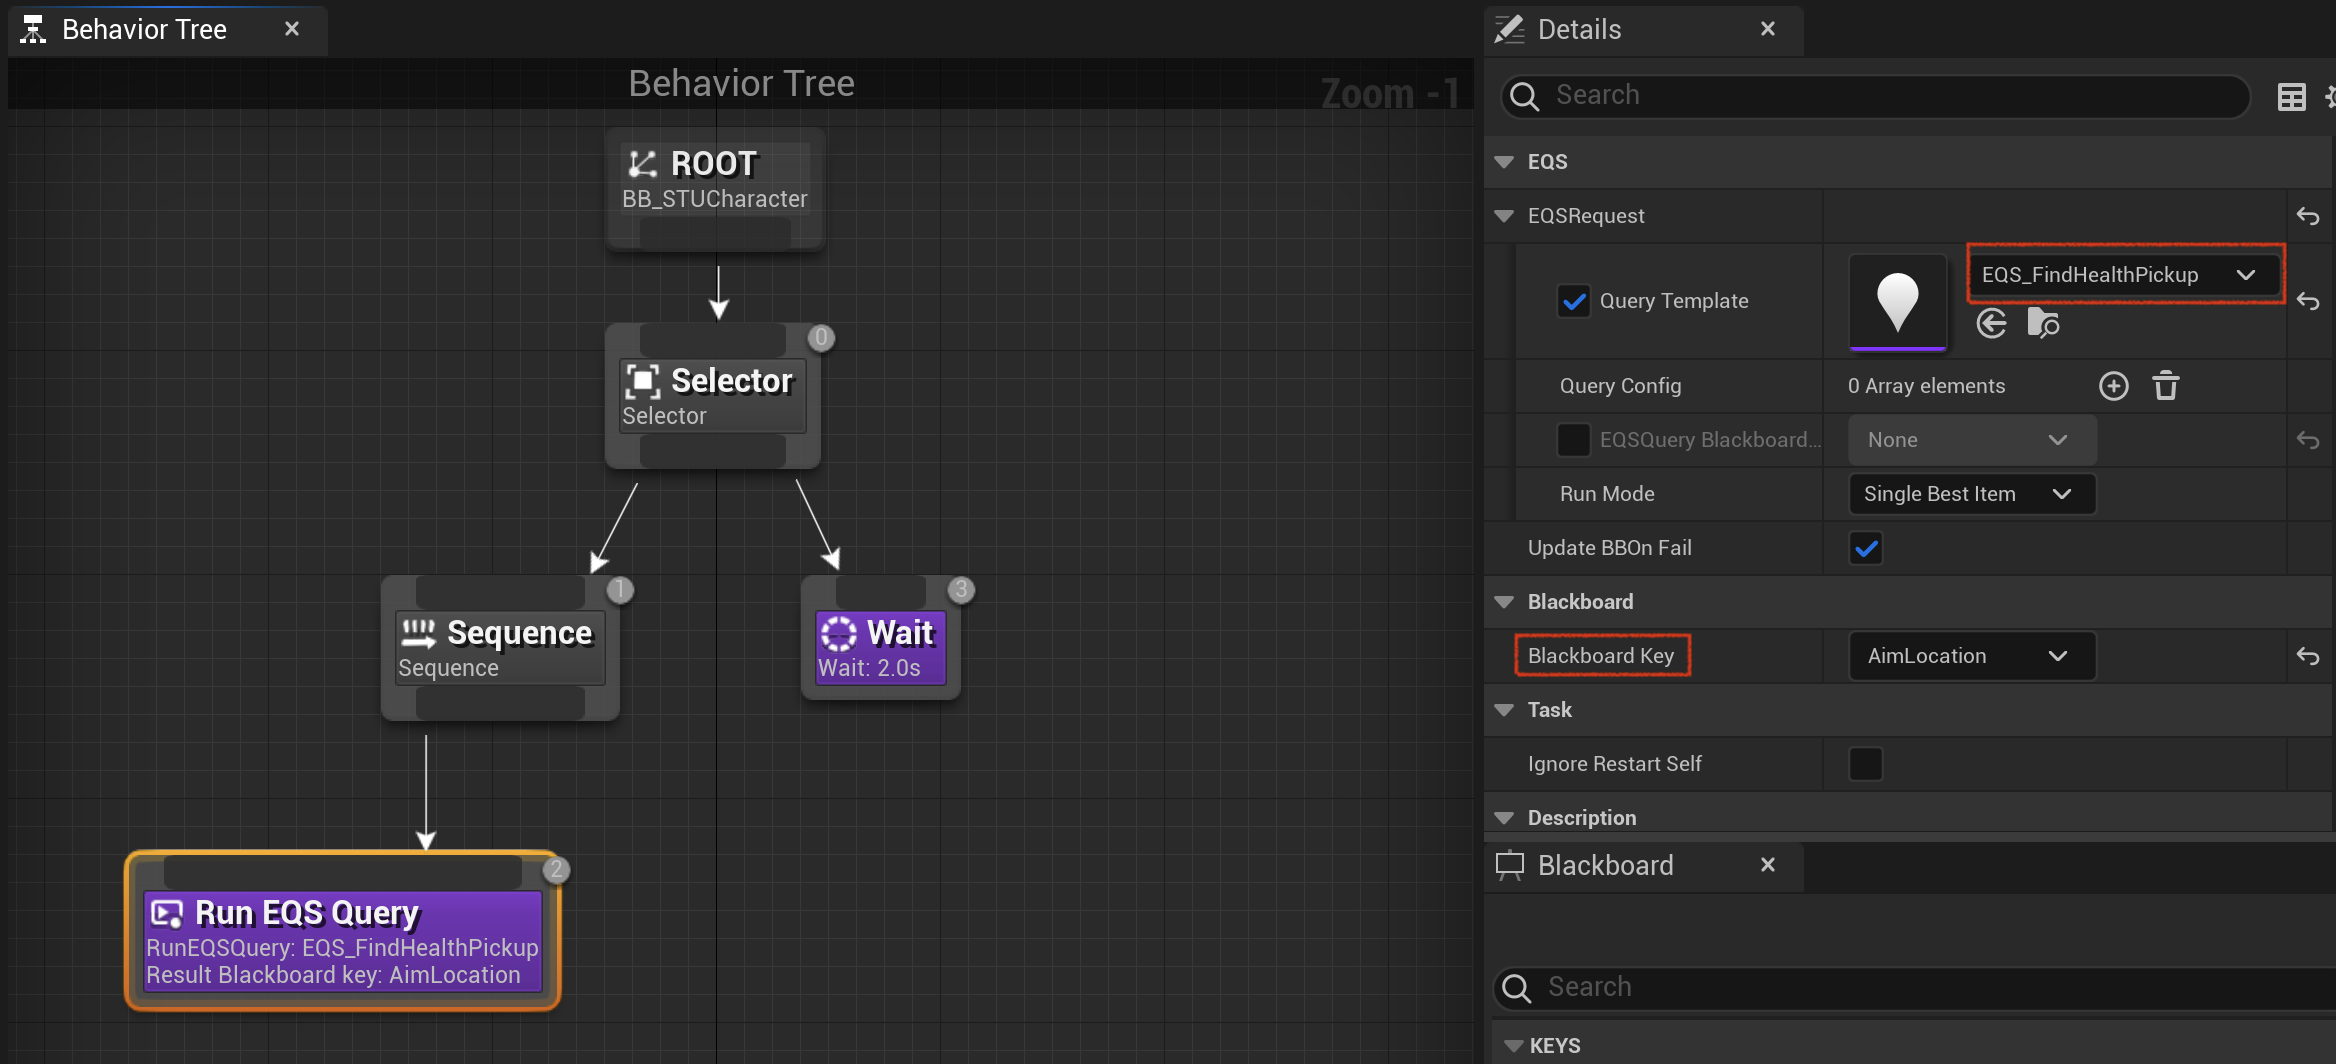 Behavior Tree
Behavior Tree
Zoom -1
ROOT
BB_STUCharacter
0
Selector
Selector
1
Sequence
Sequence
3
Wait
Wait: 2.0s
2
Run EQS Query
RunEQSQuery: EQS_FindHealthPickup
Result Blackboard key: AimLocation
Details
Search
EQS
EQSRequest
Query Template
EQS_FindHealthPickup
Query Config
0 Array elements
EQSQuery Blackboard...
None
Run Mode
Single Best Item
Update BBOn Fail
Blackboard
Blackboard Key
AimLocation
Task
Ignore Restart Self
Description
Blackboard
Search
KEYS